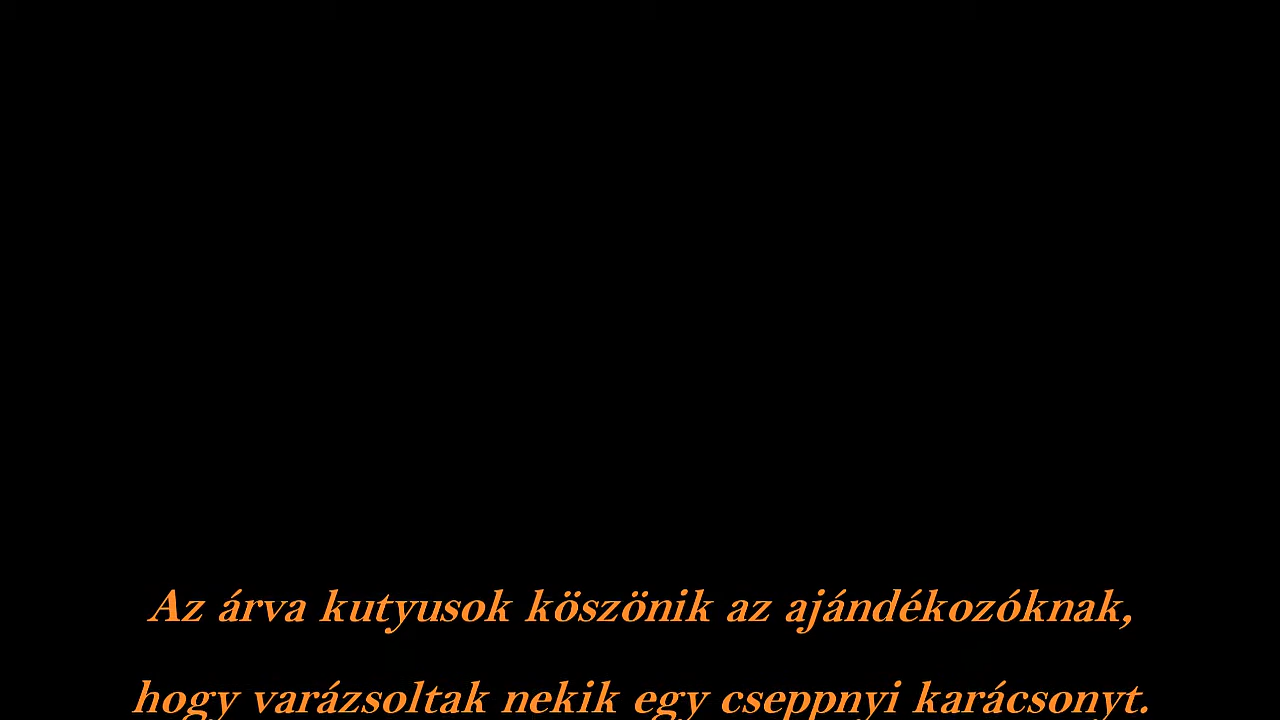 Az árva kutyusok köszönik az ajándékozóknak,
hogy varázsoltak nekik egy cseppnyi karácsonyt.